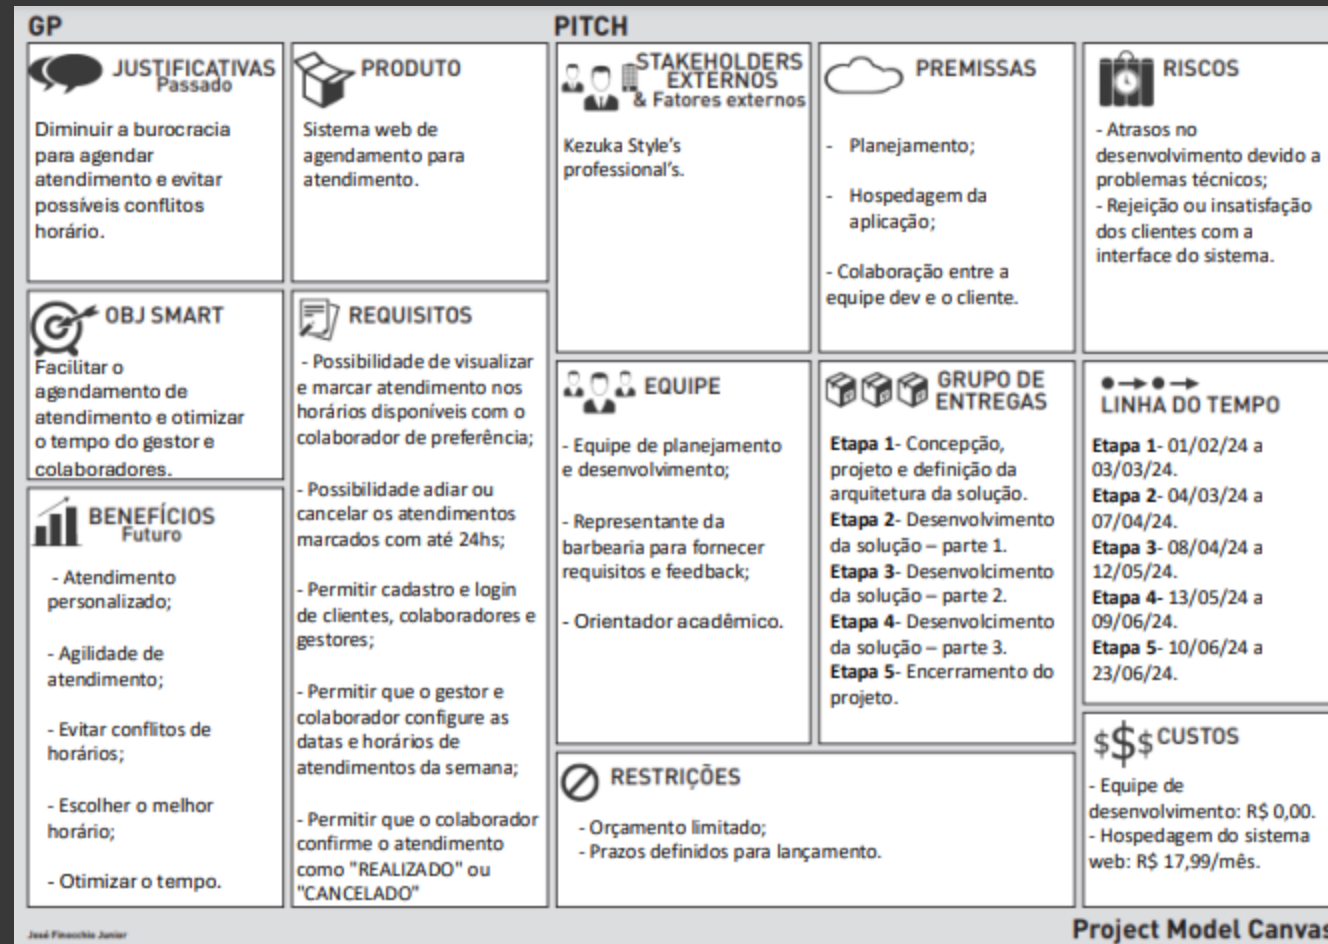 GP
PITCH
JUSTIFICATIVAS
Passado
Diminuir a burocracia
para agendar
atendimento e evitar
possíveis conflitos
horário.
PRODUTO
Sistema web de
agendamento para
atendimento.
STAKEHOLDERS
EXTERNOS
& Fatores externos
Kezuka Style's
professional's.
PREMISSAS
- Planejamento;
- Hospedagem da
aplicação;
- Colaboração entre a
equipe dev e o cliente.
RISCOS
- Atrasos no
desenvolvimento devido a
problemas técnicos;
- Rejeição ou insatisfação
dos clientes com a
interface do sistema.
OBJ SMART
Facilitar o
agendamento de
atendimento e otimizar
o tempo do gestor e
colaboradores.
REQUISITOS
- Possibilidade de visualizar
e marcar atendimento nos
horários disponíveis com o
colaborador de preferência;
- Possibilidade adiar ou
cancelar os atendimentos
marcados com até 24hs;
- Permitir cadastro e login
de clientes, colaboradores e
gestores;
- Permitir que o gestor e
colaborador configure as
datas e horários de
atendimentos da semana;
- Permitir que o colaborador
confirme o atendimento
como "REALIZADO" ou
"CANCELADO"
EQUIPE
- Equipe de planejamento
e desenvolvimento;
- Representante da
barbearia para fornecer
requisitos e feedback;
- Orientador acadêmico.
GRUPO DE
ENTREGAS
Etapa 1- Concepção,
projeto e definição da
arquitetura da solução.
Etapa 2- Desenvolvimento
da solução – parte 1.
Etapa 3- Desenvolcimento
da solução – parte 2.
Etapa 4- Desenvolcimento
da solução – parte 3.
Etapa 5- Encerramento do
projeto.
LINHA DO TEMPO
Etapa 1- 01/02/24 a
03/03/24.
Etapa 2- 04/03/24 a
07/04/24.
Etapa 3- 08/04/24 a
12/05/24.
Etapa 4- 13/05/24 a
09/06/24.
Etapa 5- 10/06/24 a
23/06/24.
BENEFÍCIOS
Futuro
- Atendimento
personalizado;
- Agilidade de
atendimento;
- Evitar conflitos de
horários;
- Escolher o melhor
horário;
- Otimizar o tempo.
RESTRIÇÕES
- Orçamento limitado;
- Prazos definidos para lançamento.
$$$ CUSTOS
- Equipe de
desenvolvimento: R$ 0,00.
- Hospedagem do sistema
web: R$ 17,99/mês.
José Finocchio Junior
Project Model Canvas